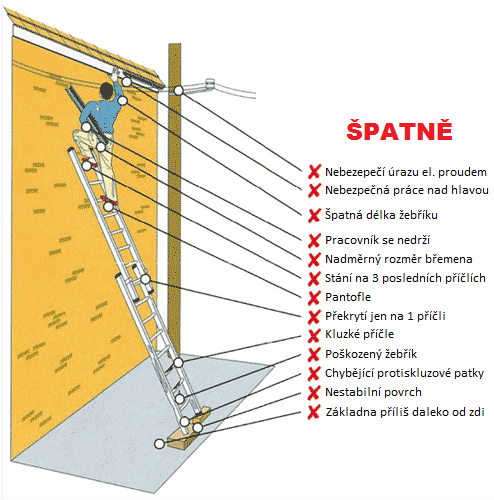 ŠPATNĚ
Nebezepečí úrazu el. proudem
Nebezpečná práce nad hlavou
Špatná délka žebříku
Pracovník se nedrží
Nadměrný rozměr břemena
Stání na 3 posledních příčlích
Pantofle
Překrytí jen na 1 příčli
Kluzké příčle
Poškozený žebřík
Chybějící protiskluzové patky
Nestabilní povrch
Základna příliš daleko od zdi